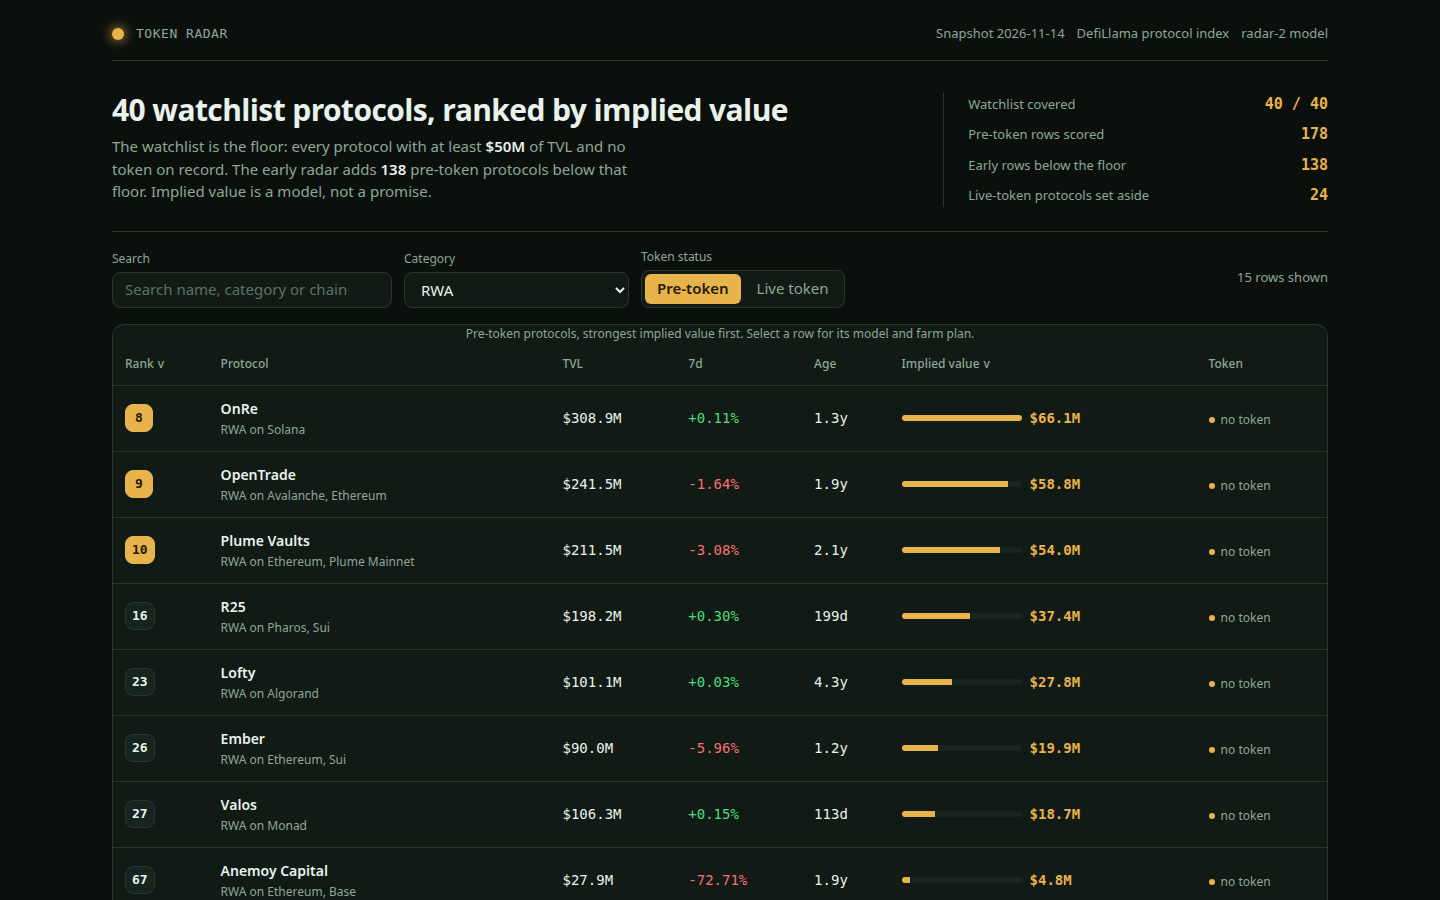 TOKEN RADAR
Snapshot 2026-11-14 DefiLlama protocol index radar-2 model
40 watchlist protocols, ranked by implied value
The watchlist is the floor: every protocol with at least $50M of TVL and no
token on record. The early radar adds 138 pre-token protocols below that
floor. Implied value is a model, not a promise.
Watchlist covered 40 / 40
Pre-token rows scored 178
Early rows below the floor 138
Live-token protocols set aside 24
Search
Search name, category or chain
Category
RWA
Token status
Pre-token Live token
15 rows shown
Pre-token protocols, strongest implied value first. Select a row for its model and farm plan.
Rank v Protocol TVL 7d Age Implied value v Token
8 OnRe $308.9M +0.11% 1.3y $66.1M no token
RWA on Solana
9 OpenTrade $241.5M -1.64% 1.9y $58.8M no token
RWA on Avalanche, Ethereum
10 Plume Vaults $211.5M -3.08% 2.1y $54.0M no token
RWA on Ethereum, Plume Mainnet
16 R25 $198.2M +0.30% 199d $37.4M no token
RWA on Pharos, Sui
23 Lofty $101.1M +0.03% 4.3y $27.8M no token
RWA on Algorand
26 Ember $90.0M -5.96% 1.2y $19.9M no token
RWA on Ethereum, Sui
27 Valos $106.3M +0.15% 113d $18.7M no token
RWA on Monad
67 Anemoy Capital $27.9M -72.71% 1.9y $4.8M no token
RWA on Ethereum, Base